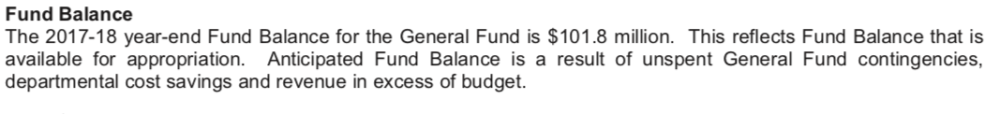 Fund Balance
The 2017-18 year-end Fund Balance for the General Fund is $101.8 million.  This reflects Fund Balance that is
available for appropriation.  Anticipated Fund Balance is a result of unspent General Fund contingencies,
departmental cost savings and revenue in excess of budget.